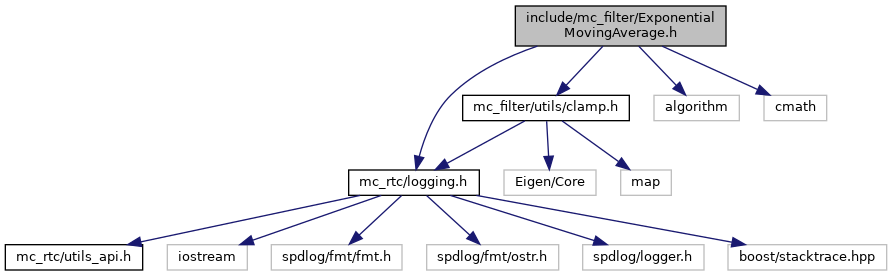 include/mc_filter/Exponential
MovingAverage.h
mc_filter/utils/clamp.h
algorithm
cmath
mc_rtc/logging.h
Eigen/Core
map
mc_rtc/utils_api.h
iostream
spdlog/fmt/fmt.h
spdlog/fmt/ostr.h
spdlog/logger.h
boost/stacktrace.hpp